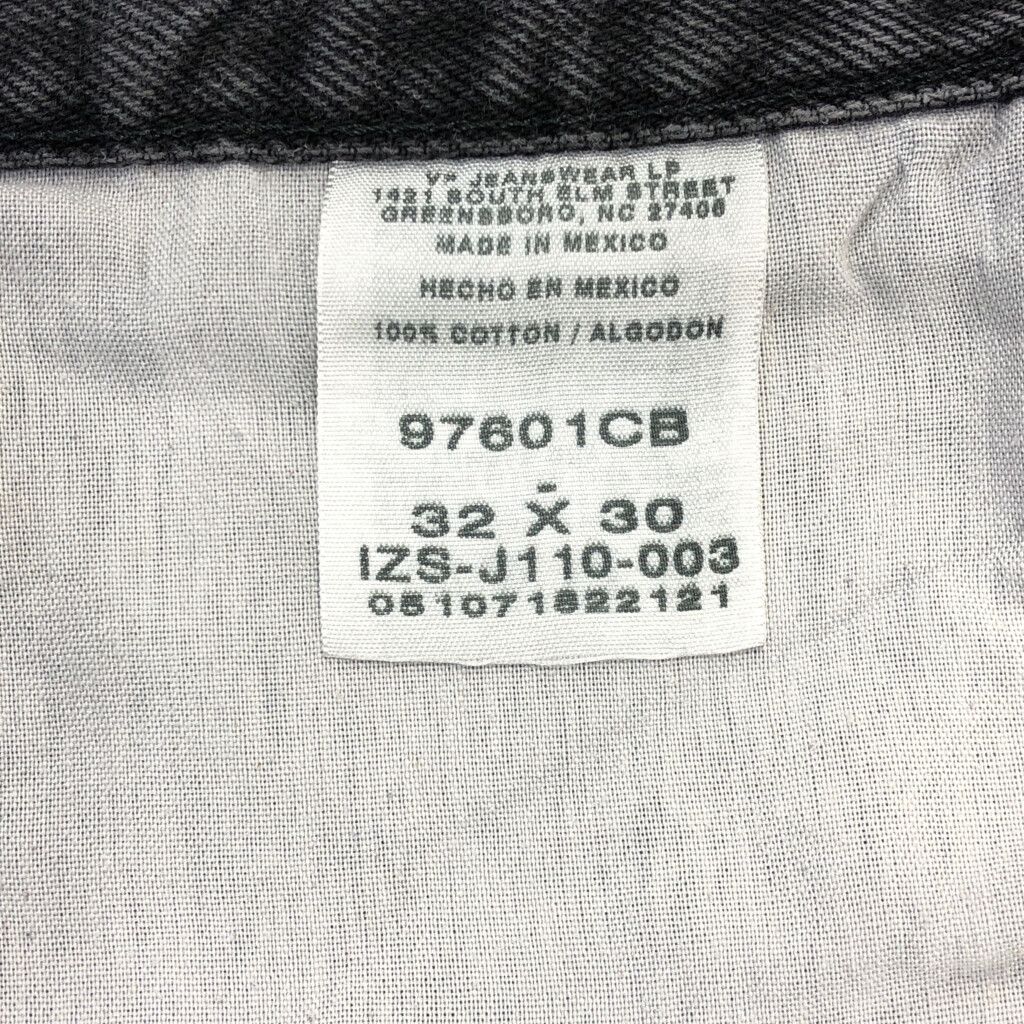 VF JEANSWEAR LP
1421 SOUTH ELM STREET
GREENSBORO, NC 27406
MADE IN MEXICO
HECHO EN MEXICO
100% COTTON / ALGODON
97601CB
32 X 30
IZS-J110-003